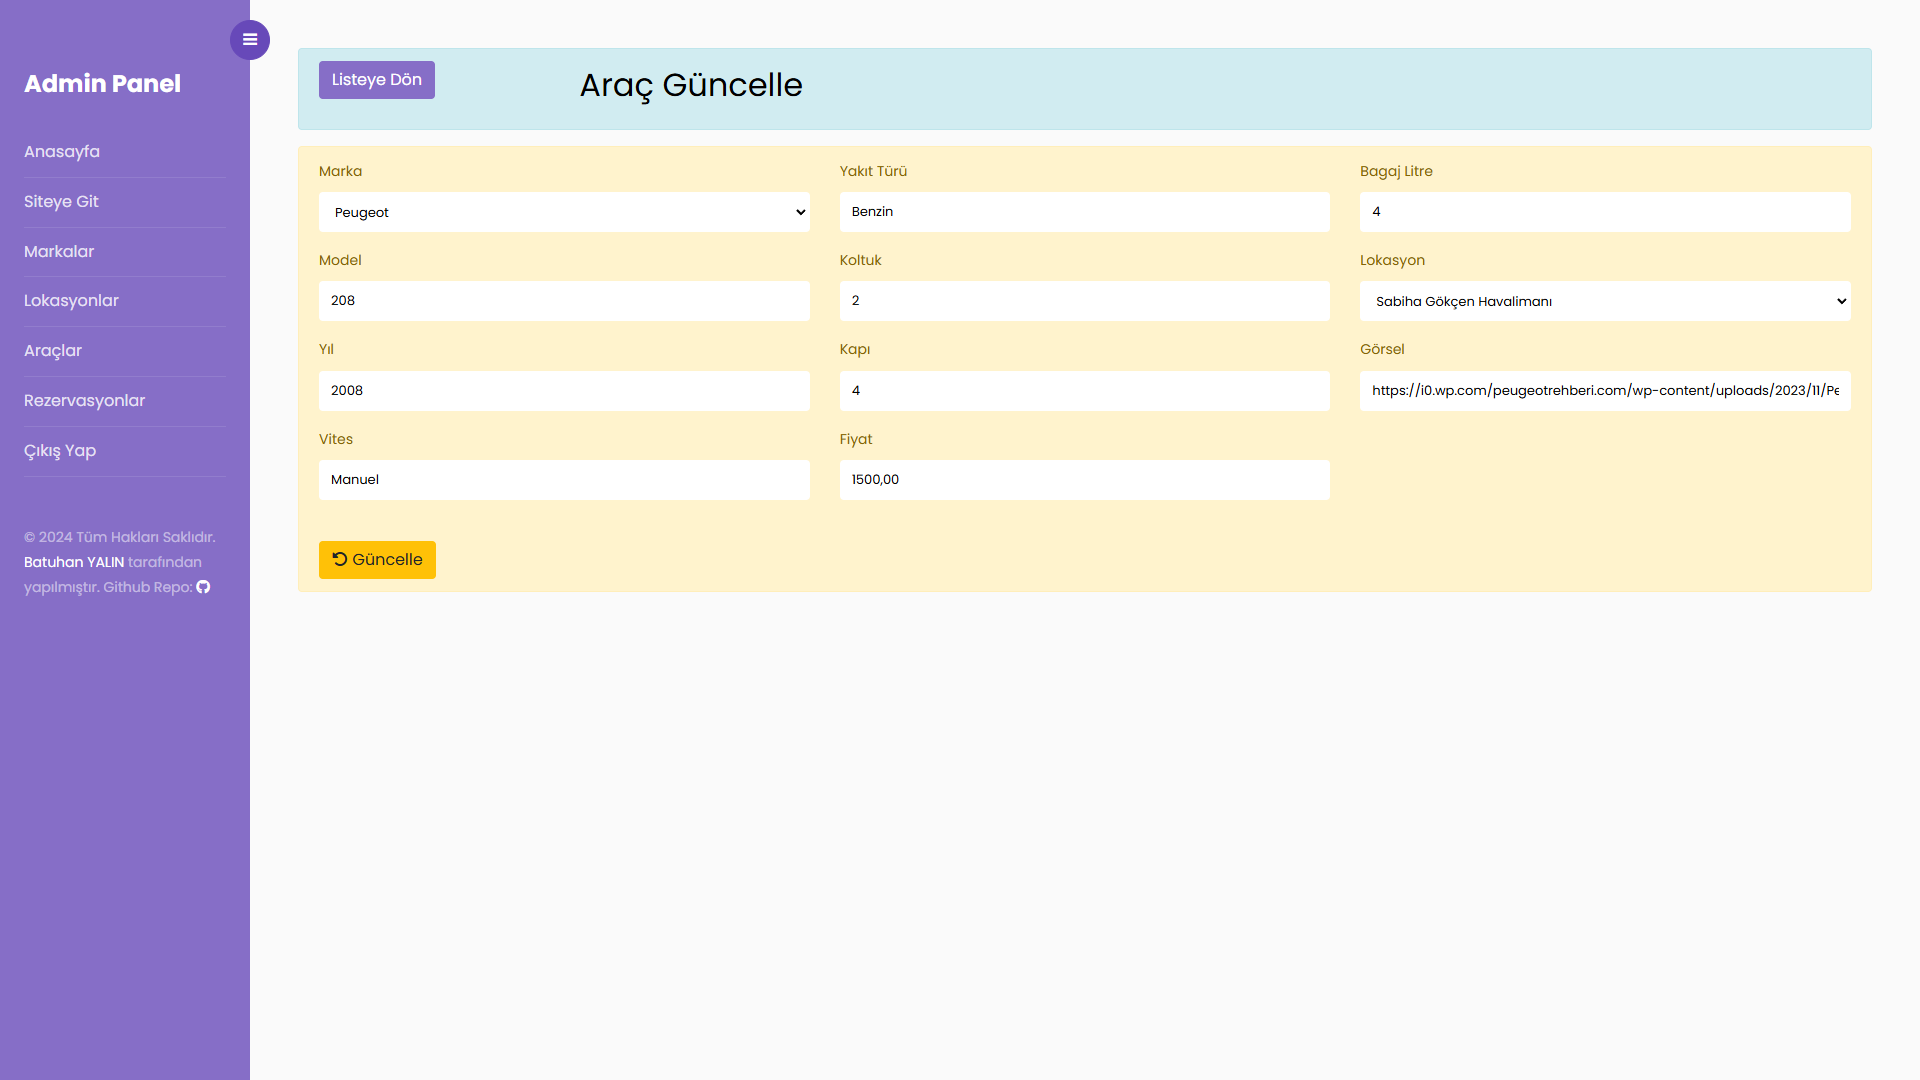 Admin Panel
Anasayfa
Siteye Git
Markalar
Lokasyonlar
Araçlar
Rezervasyonlar
Çıkış Yap
© 2024 Tüm Hakları Saklıdır.
Batuhan YALIN tarafından
yapılmıştır. Github Repo:
Listeye Dön
Araç Güncelle
Marka
Peugeot
Model
208
Yıl
2008
Vites
Manuel
Yakıt Türü
Benzin
Koltuk
2
Kapı
4
Fiyat
1500,00
Bagaj Litre
4
Lokasyon
Sabiha Gökçen Havalimanı
Görsel
https://i0.wp.com/peugeotrehberi.com/wp-content/uploads/2023/11/Pe
Güncelle